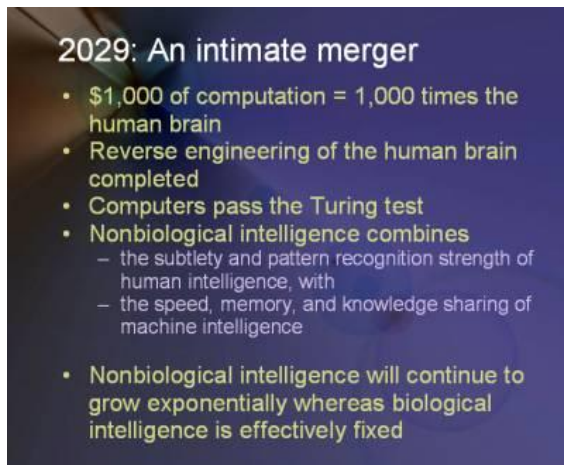 2029: An intimate merger
• $1,000 of computation = 1,000 times the
human brain
• Reverse engineering of the human brain
completed
• Computers pass the Turing test
• Nonbiological intelligence combines
– the subtlety and pattern recognition strength of
human intelligence, with
– the speed, memory, and knowledge sharing of
machine intelligence
• Nonbiological intelligence will continue to
grow exponentially whereas biological
intelligence is effectively fixed